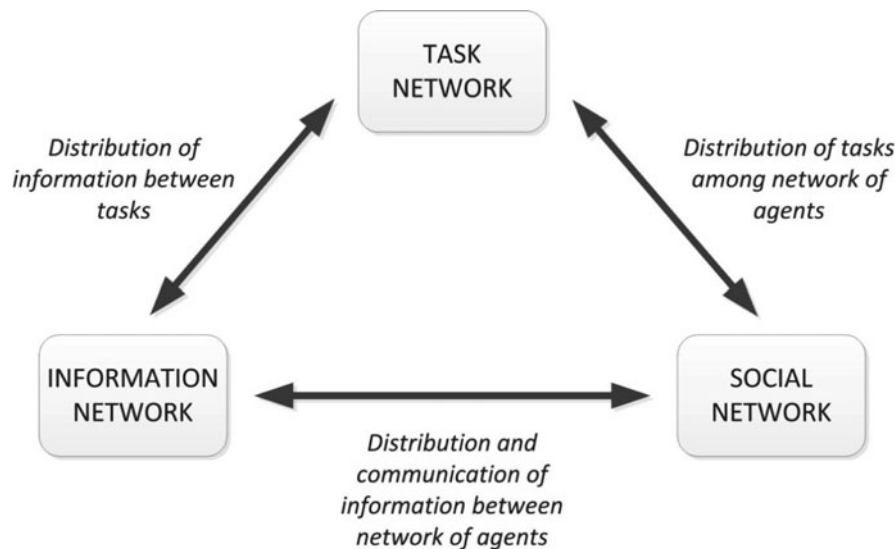 TASK
NETWORK
Distribution of
information between
tasks
Distribution of tasks
among network of
agents
INFORMATION
NETWORK
SOCIAL
NETWORK
Distribution and
communication of
information between
network of agents